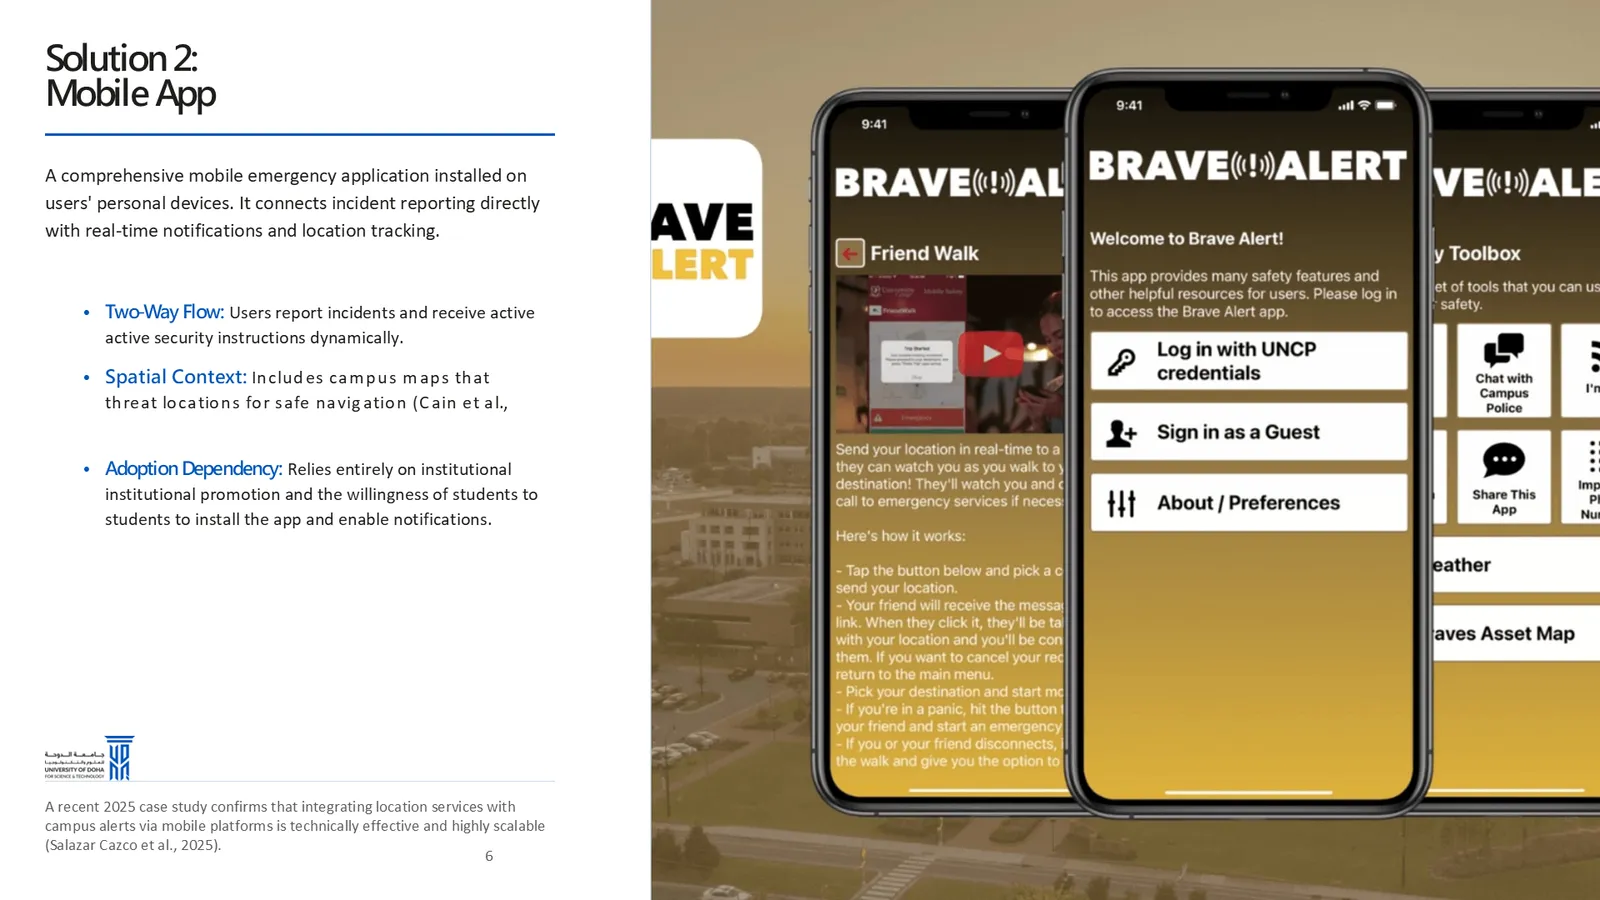 Solution 2:
Mobile App
A comprehensive mobile emergency application installed on
users' personal devices. It connects incident reporting directly
with real-time notifications and location tracking.
• Two-Way Flow: Users report incidents and receive active
active security instructions dynamically.
• Spatial Context: Includes campus maps that
threat locations for safe navigation (Cain et al.,
• Adoption Dependency: Relies entirely on institutional
institutional promotion and the willingness of students to
students to install the app and enable notifications.
جامعة الدوحة
للعلوم والتكنولوجيا
UNIVERSITY OF DOHA
FOR SCIENCE & TECHNOLOGY
A recent 2025 case study confirms that integrating location services with
campus alerts via mobile platforms is technically effective and highly scalable
(Salazar Cazco et al., 2025).
6
AVE
LERT
9:41
BRAVE((!))AL
Friend Walk
Send your location in real-time to a
they can watch you as you walk to y
destination! They'll watch you and c
call to emergency services if neces
Here's how it works:
- Tap the button below and pick a c
send your location.
- Your friend will receive the messa
link. When they click it, they'll be ta
with your location and you'll be con
them. If you want to cancel your rec
return to the main menu.
- Pick your destination and start mo
- If you're in a panic, hit the button
your friend and start an emergency
- If you or your friend disconnects, i
the walk and give you the option to
9:41
BRAVE((!))ALERT
Welcome to Brave Alert!
This app provides many safety features and
other helpful resources for users. Please log in
to access the Brave Alert app.
Log in with UNCP
credentials
Sign in as a Guest
About / Preferences
VE((!))ALE
y Toolbox
et of tools that you can us
safety.
Chat with
Campus
Police
I'm
Share This
App
Imp
Ph
Nu
eather
raves Asset Map